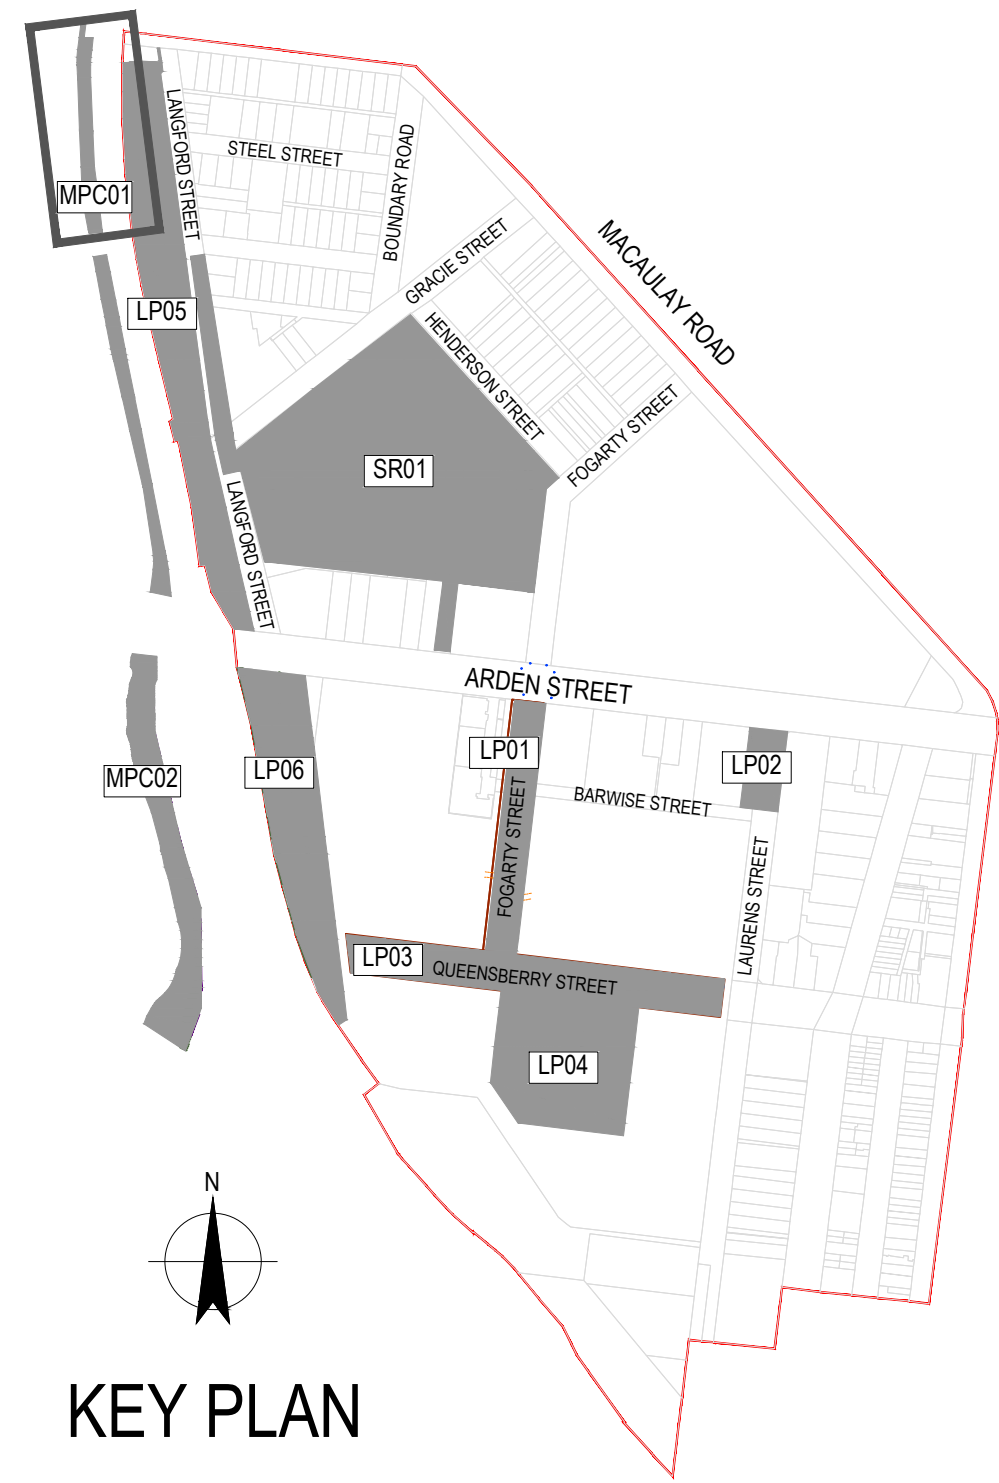 LANGFORD STREET
STEEL STREET
BOUNDARY ROAD
MPC01
GRACIE STREET
MACAULAY ROAD
LP05
HENDERSON STREET
FOGARTY STREET
SR01
LANGFORD STREET
ARDEN STREET
LP01
LP02
LP06
MPC02
BARWISE STREET
FOGARTY STREET
LAURENS STREET
LP03
QUEENSBERRY STREET
LP04
N
KEY PLAN